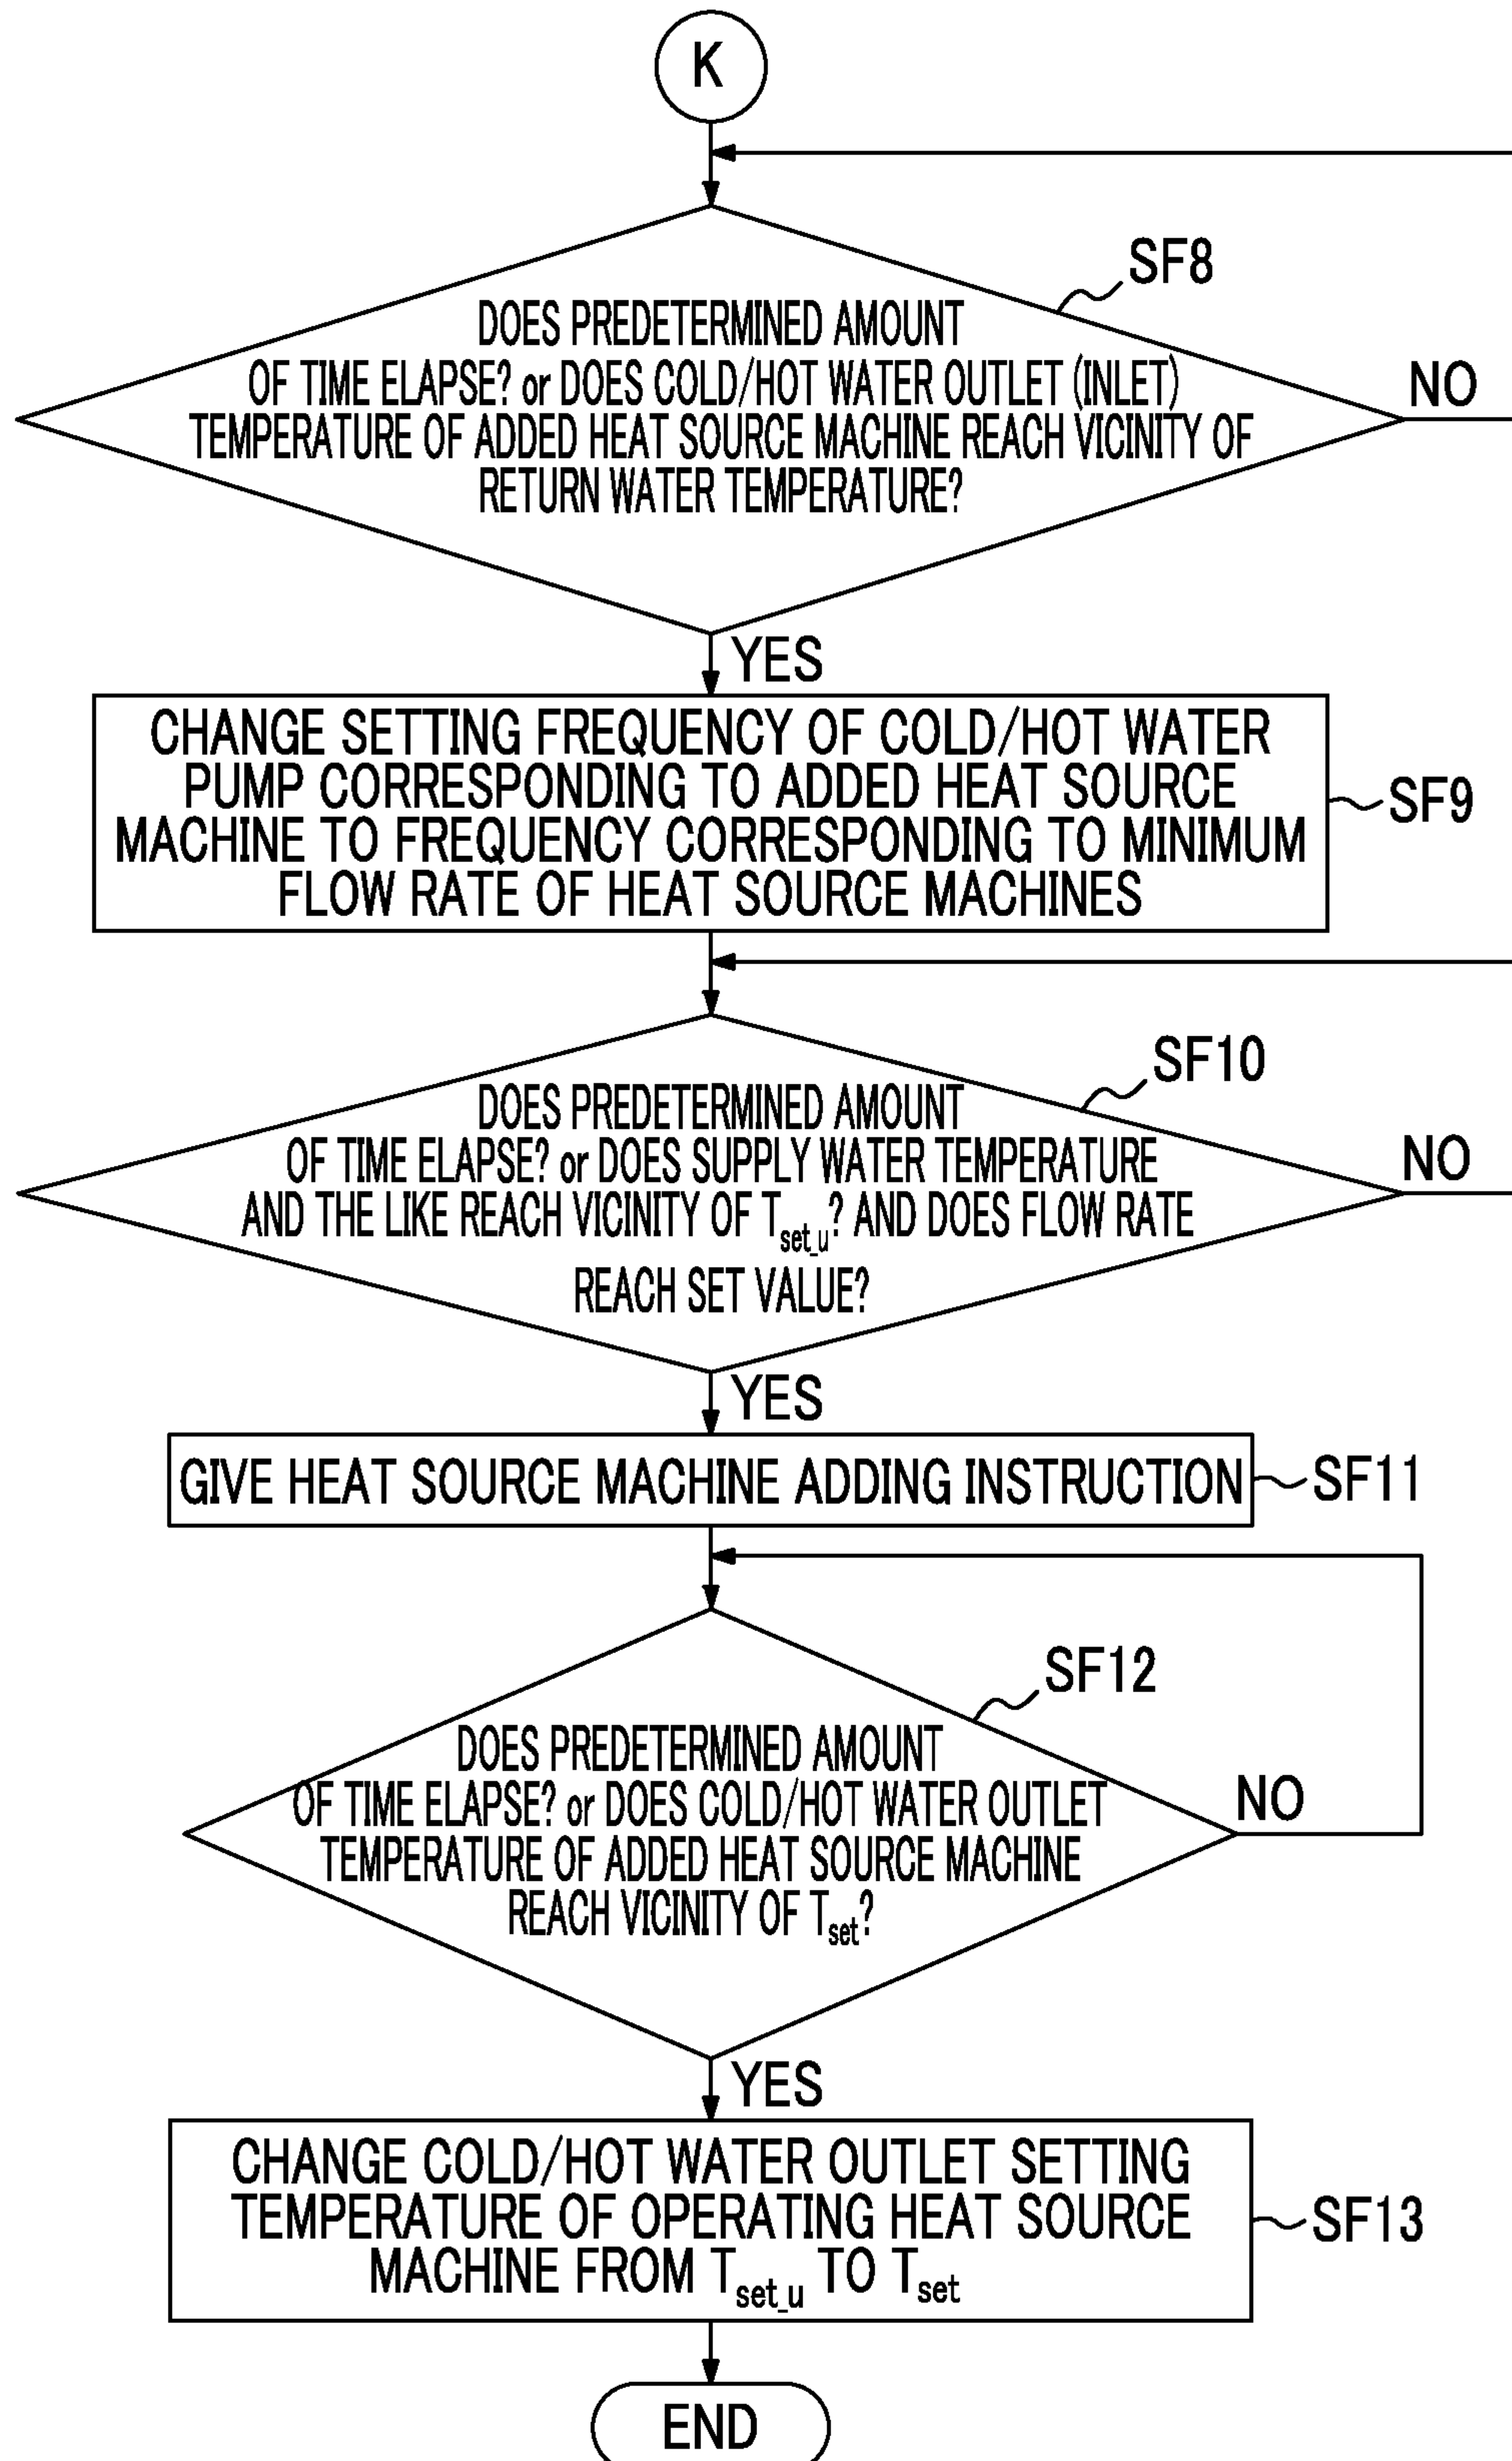 K
SF8
DOES PREDETERMINED AMOUNT
OF TIME ELAPSE? or DOES COLD/HOT WATER OUTLET (INLET)
TEMPERATURE OF ADDED HEAT SOURCE MACHINE REACH VICINITY OF
RETURN WATER TEMPERATURE?
NO
YES
CHANGE SETTING FREQUENCY OF COLD/HOT WATER
PUMP CORRESPONDING TO ADDED HEAT SOURCE
MACHINE TO FREQUENCY CORRESPONDING TO MINIMUM
FLOW RATE OF HEAT SOURCE MACHINES
SF9
SF10
DOES PREDETERMINED AMOUNT
OF TIME ELAPSE? or DOES SUPPLY WATER TEMPERATURE
AND THE LIKE REACH VICINITY OF Tset_u? AND DOES FLOW RATE
REACH SET VALUE?
NO
YES
GIVE HEAT SOURCE MACHINE ADDING INSTRUCTION
SF11
SF12
DOES PREDETERMINED AMOUNT
OF TIME ELAPSE? or DOES COLD/HOT WATER OUTLET
TEMPERATURE OF ADDED HEAT SOURCE MACHINE
REACH VICINITY OF Tset?
NO
YES
CHANGE COLD/HOT WATER OUTLET SETTING
TEMPERATURE OF OPERATING HEAT SOURCE
MACHINE FROM Tset_u TO Tset
SF13
END